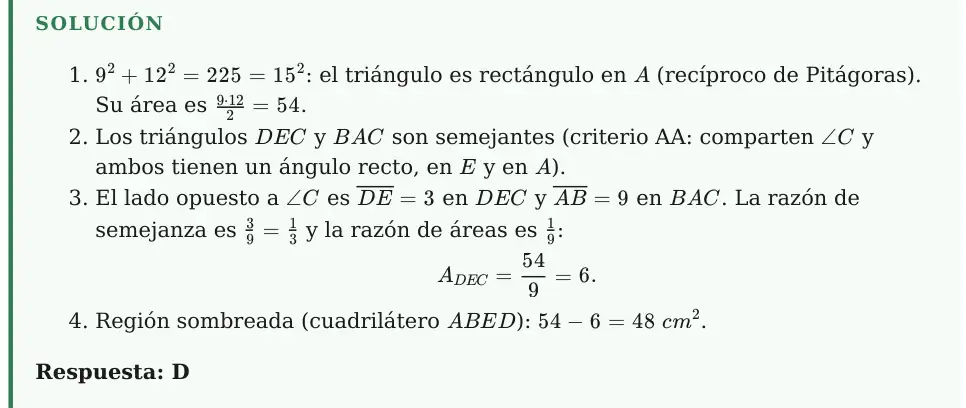 SOLUCIÓN
1. 9² + 12² = 225 = 15²: el triángulo es rectángulo en A (recíproco de Pitágoras).
Su área es 9·12/2 = 54.
2. Los triángulos DEC y BAC son semejantes (criterio AA: comparten ∠C y
ambos tienen un ángulo recto, en E y en A).
3. El lado opuesto a ∠C es D̅E̅ = 3 en DEC y A̅B̅ = 9 en BAC. La razón de
semejanza es 3/9 = 1/3 y la razón de áreas es 1/9:
A_DEC = 54/9 = 6.
4. Región sombreada (cuadrilátero ABED): 54 − 6 = 48 cm².
Respuesta: D